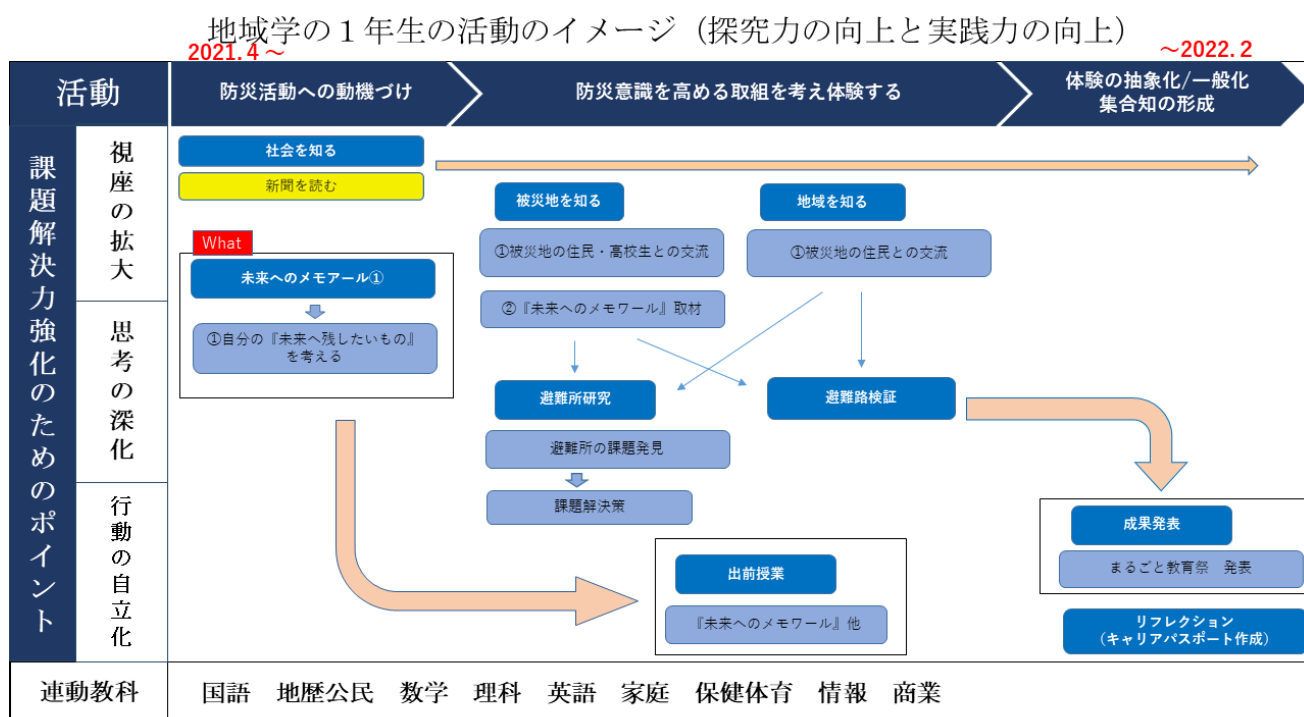 地域学の１年生の活動のイメージ（探究力の向上と実践力の向上）
2021.4～
～2022.2
活動
防災活動への動機づけ
防災意識を高める取組を考え体験する
体験の抽象化/一般化
集合知の形成
課題解決力強化のためのポイント
視座の拡大
社会を知る
新聞を読む
被災地を知る
地域を知る
①被災地の住民・高校生との交流
①被災地の住民との交流
What
未来へのメモアール①
②『未来へのメモワール』取材
思考の深化
①自分の『未来へ残したいもの』
を考える
避難所研究
避難路検証
避難所の課題発見
課題解決策
行動の自立化
出前授業
『未来へのメモワール』他
成果発表
まるごと教育祭　発表
リフレクション
（キャリアパスポート作成）
連動教科
国語　地歴公民　数学　理科　英語　家庭　保健体育　情報　商業